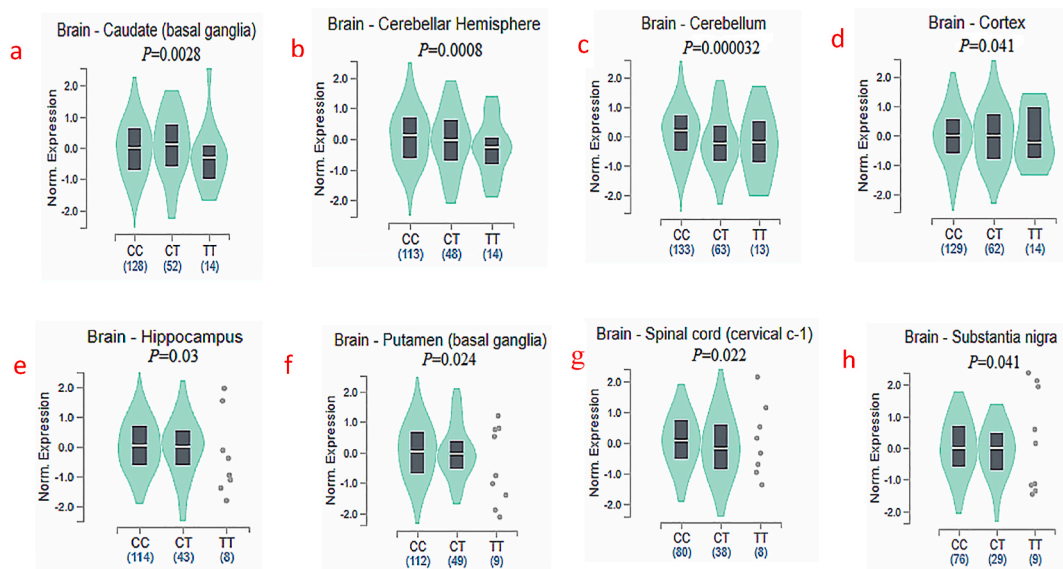 a
Brain - Caudate (basal ganglia)
P=0.0028
Norm. Expression
2.0
1.0
0.0
-1.0
-2.0
CC CT TT
(128) (52) (14)
b
Brain - Cerebellar Hemisphere
P=0.0008
Norm. Expression
2.0
1.0
0.0
-1.0
-2.0
CC CT TT
(113) (48) (14)
c
Brain - Cerebellum
P=0.000032
Norm. Expression
2.0
1.0
0.0
-1.0
-2.0
CC CT TT
(133) (63) (13)
d
Brain - Cortex
P=0.041
Norm. Expression
2.0
1.0
0.0
-1.0
-2.0
CC CT TT
(129) (62) (14)
e
Brain - Hippocampus
P=0.03
Norm. Expression
2.0
1.0
0.0
-1.0
-2.0
CC CT TT
(114) (43) (8)
f
Brain - Putamen (basal ganglia)
P=0.024
Norm. Expression
2.0
1.0
0.0
-1.0
-2.0
CC CT TT
(112) (49) (9)
g
Brain - Spinal cord (cervical c-1)
P=0.022
Norm. Expression
2.0
1.0
0.0
-1.0
-2.0
CC CT TT
(80) (38) (8)
h
Brain - Substantia nigra
P=0.041
Norm. Expression
2.0
1.0
0.0
-1.0
-2.0
CC CT TT
(76) (29) (9)